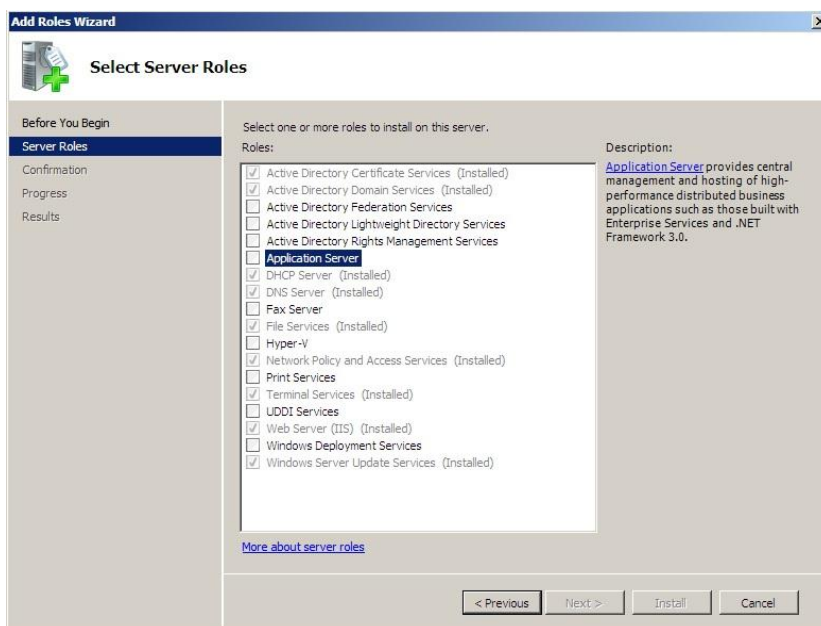 Add Roles Wizard
Select Server Roles
Before You Begin
Server Roles
Confirmation
Progress
Results
Select one or more roles to install on this server.
Roles:
Active Directory Certificate Services (Installed)
Active Directory Domain Services (Installed)
Active Directory Federation Services
Active Directory Lightweight Directory Services
Active Directory Rights Management Services
Application Server
DHCP Server (Installed)
DNS Server (Installed)
Fax Server
File Services (Installed)
Hyper-V
Network Policy and Access Services (Installed)
Print Services
Terminal Services (Installed)
UDDI Services
Web Server (IIS) (Installed)
Windows Deployment Services
Windows Server Update Services (Installed)
More about server roles
Description:
Application Server provides central
management and hosting of high-
performance distributed business
applications such as those built with
Enterprise Services and .NET
Framework 3.0.
< Previous
Next >
Install
Cancel